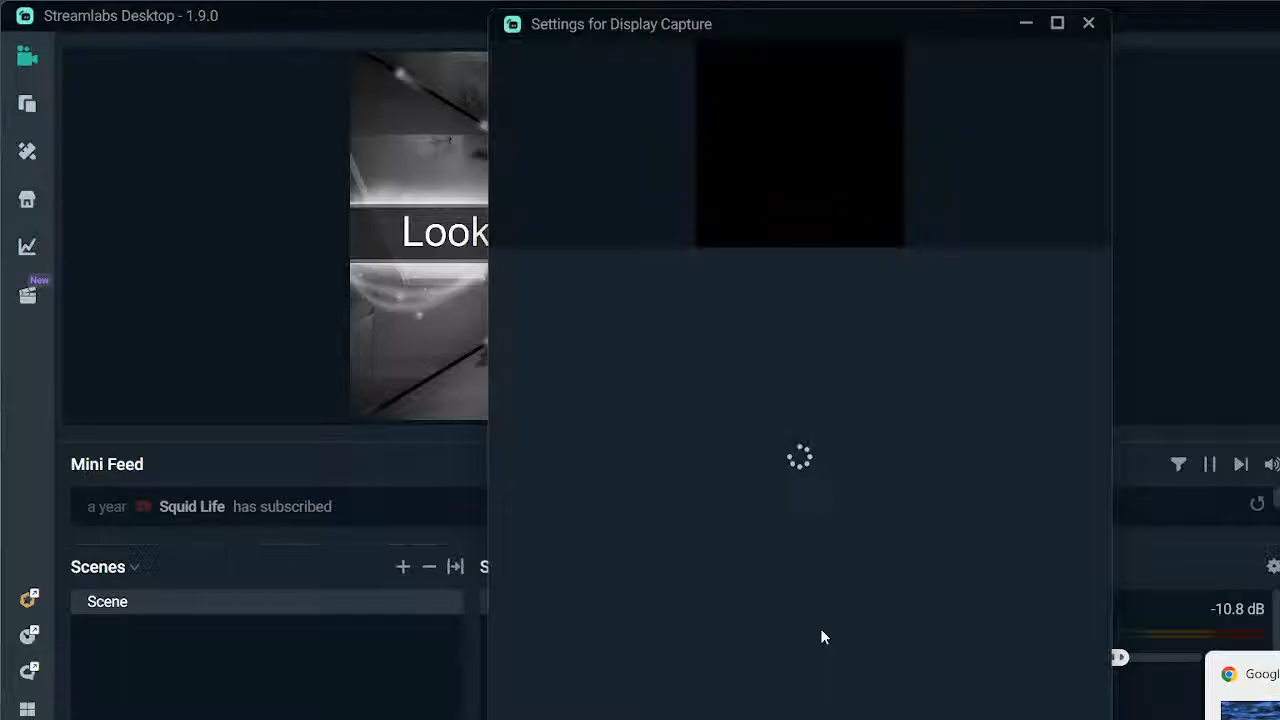 Streamlabs Desktop - 1.9.0
Settings for Display Capture
Look
New
Mini Feed
a year Squid Life has subscribed
Scenes
S
Scene
-10.8 dB
Googl